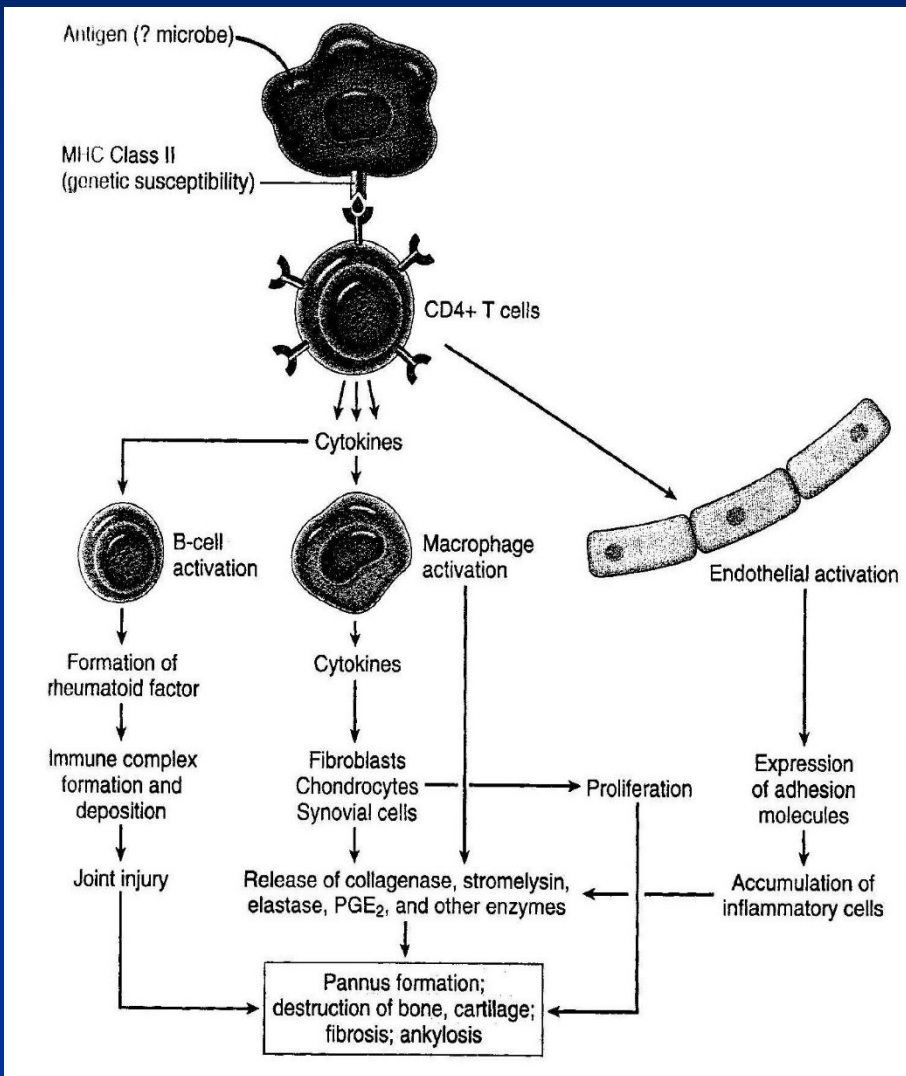 Antigen (? microbe)
MHC Class II
(genetic susceptibility)
CD4+ T cells
Cytokines
B-cell
activation
Macrophage
activation
Endothelial activation
Formation of
rheumatoid factor
Cytokines
Immune complex
formation and
deposition
Fibroblasts
Chondrocytes
Synovial cells
Proliferation
Expression
of adhesion
molecules
Joint injury
Release of collagenase, stromelysin,
elastase, PGE₂, and other enzymes
Accumulation of
inflammatory cells
Pannus formation;
destruction of bone, cartilage;
fibrosis; ankylosis